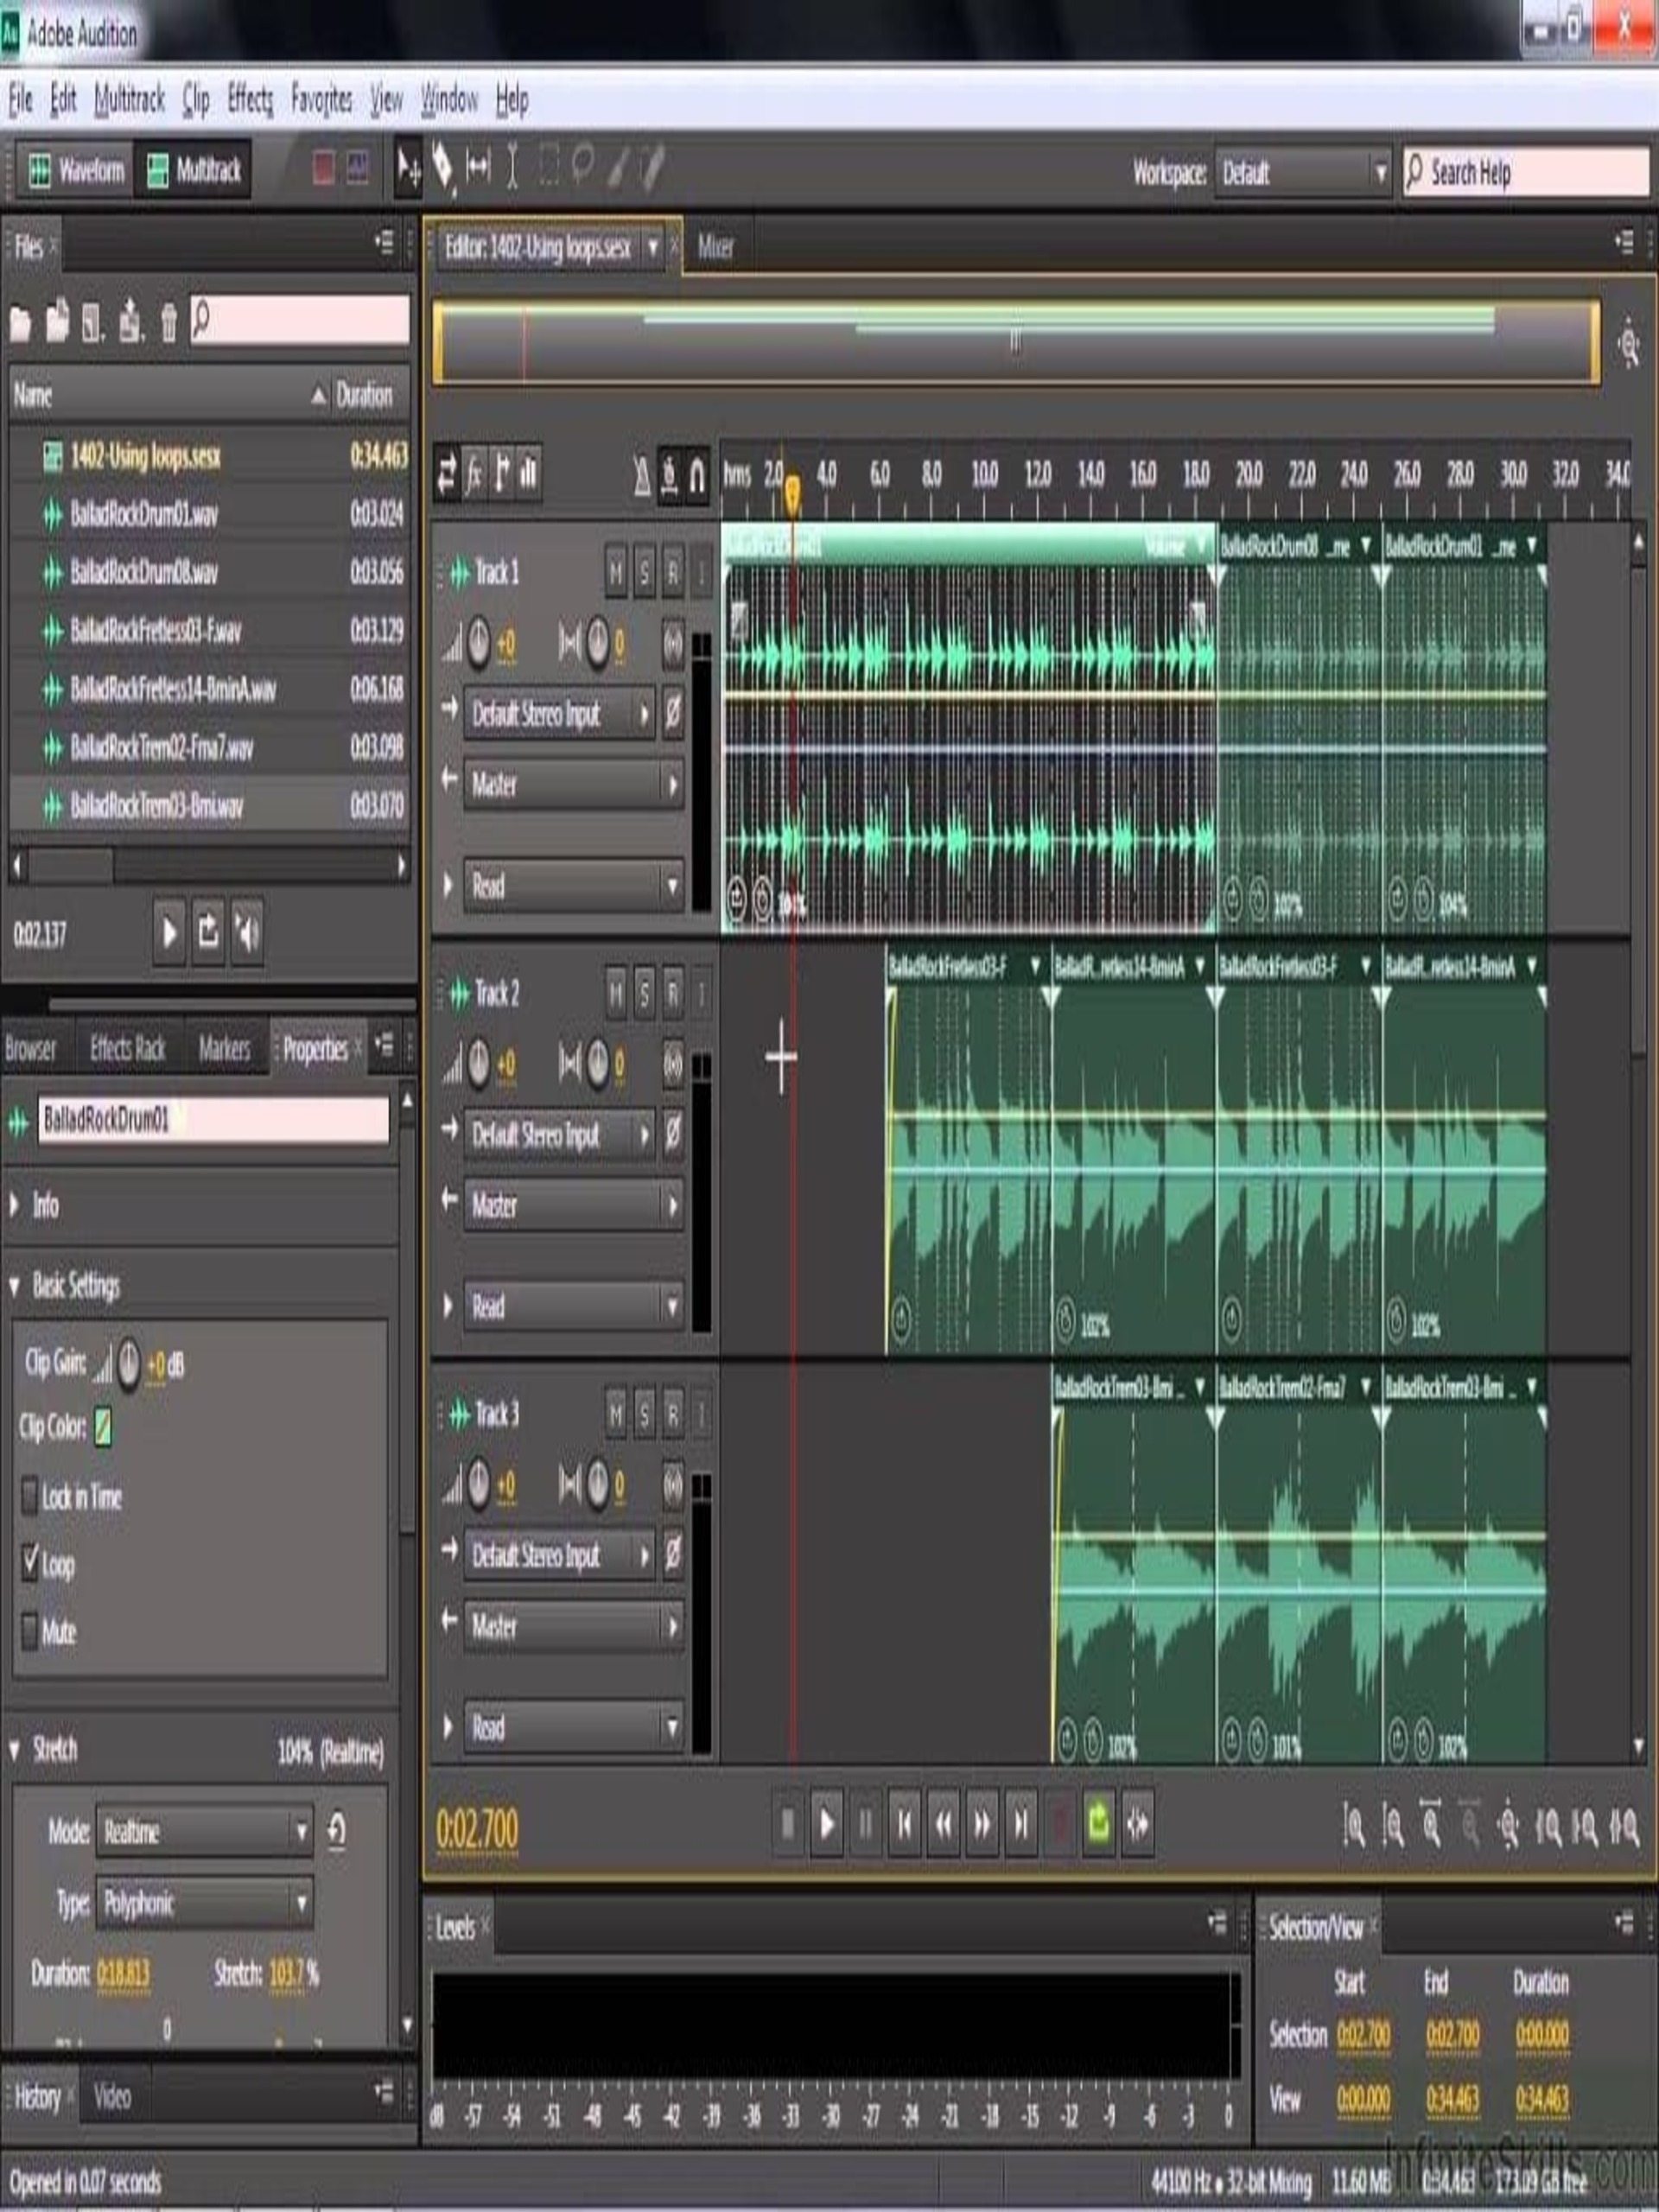 Adobe Audition
File Edit Multitrack Clip Effects Favorites View Window Help
Waveform Multitrack Workspace: Default Search Help
Files
Name Duration
1402-Using loops.sesx 0:34.463
BalladRockDrum01.wav 0:03.024
BalladRockDrum08.wav 0:03.056
BalladRockFretless03-F.wav 0:03.129
BalladRockFretless14-BminA.wav 0:06.168
BalladRockTrem02-Fma7.wav 0:03.098
BalladRockTrem03-Bmi.wav 0:03.070
0:02.137
Browser Effects Rack Markers Properties
BalladRockDrum01
Info
Basic Settings
Clip Gain: +0 dB
Clip Color:
Lock in Time
Loop
Mute
Stretch 104% (Realtime)
Mode: Realtime
Type: Polyphonic
Duration: 0:18.813 Stretch: 103.7 %
0
History Video
Opened in 0.07 seconds
Editor: 1402-Using loops.sesx Mixer
fx
hms 2.0 4.0 6.0 8.0 10.0 12.0 14.0 16.0 18.0 20.0 22.0 24.0 26.0 28.0 30.0 32.0 34.0
Track 1 M S R I
+0 0
Default Stereo Input
Master
Read
BalladRockDrum01 Volume BalladRockDrum08 ...me BalladRockDrum01 ...me
104% 102% 104%
Track 2 M S R I
+0 0
Default Stereo Input
Master
Read
BalladRockFretless03-F BalladR...retless14-BminA BalladRockFretless03-F BalladR...retless14-BminA
102% 102%
Track 3 M S R I
+0 0
Default Stereo Input
Master
Read
BalladRockTrem03-Bmi ... BalladRockTrem02-Fma7 BalladRockTrem03-Bmi ...
102% 101% 102%
0:02.700
Levels
dB -57 -54 -51 -48 -45 -42 -39 -36 -33 -30 -27 -24 -21 -18 -15 -12 -9 -6 -3 0
Selection/View
Start End Duration
Selection 0:02.700 0:02.700 0:00.000
View 0:00.000 0:34.463 0:34.463
InfiniteSkills.com
44100 Hz • 32-bit Mixing 11.60 MB 0:34.463 173.09 GB free